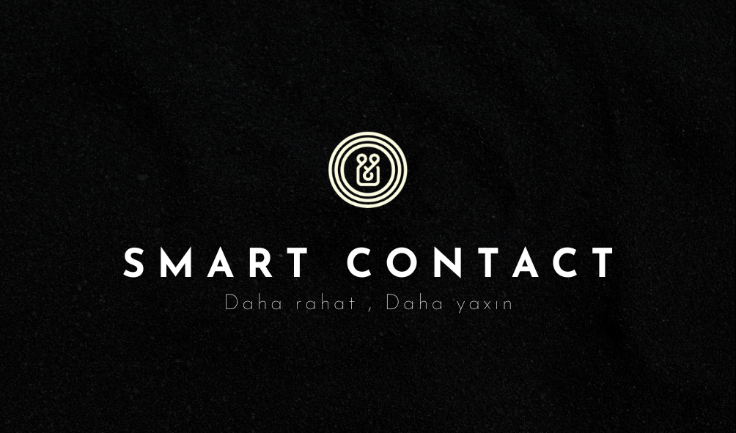 SMART CONTACT
Daha rahat , Daha yaxın